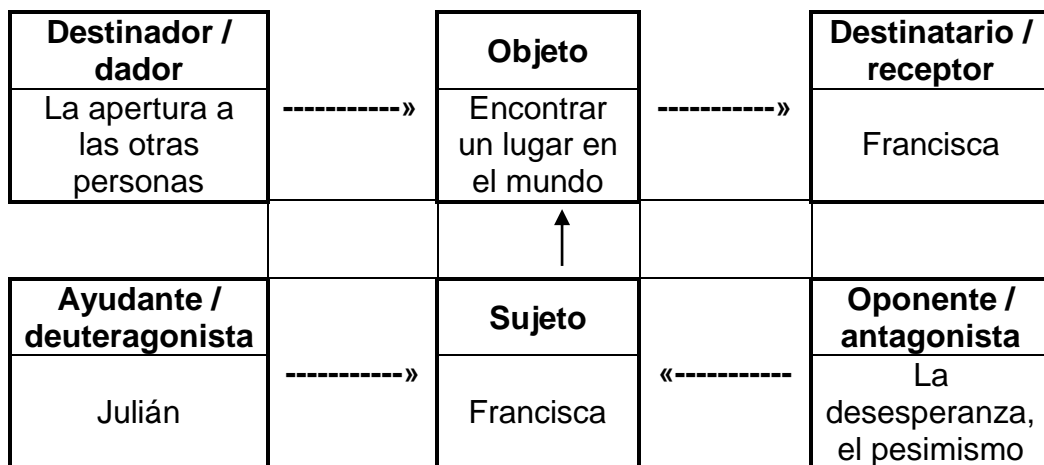 Destinador /
dador
La apertura a
las otras
personas
-----------»
Objeto
Encontrar
un lugar en
el mundo
-----------»
Destinatario /
receptor
Francisca
Ayudante /
deuteragonista
Julián
-----------»
Sujeto
Francisca
«-----------
Oponente /
antagonista
La
desesperanza,
el pesimismo